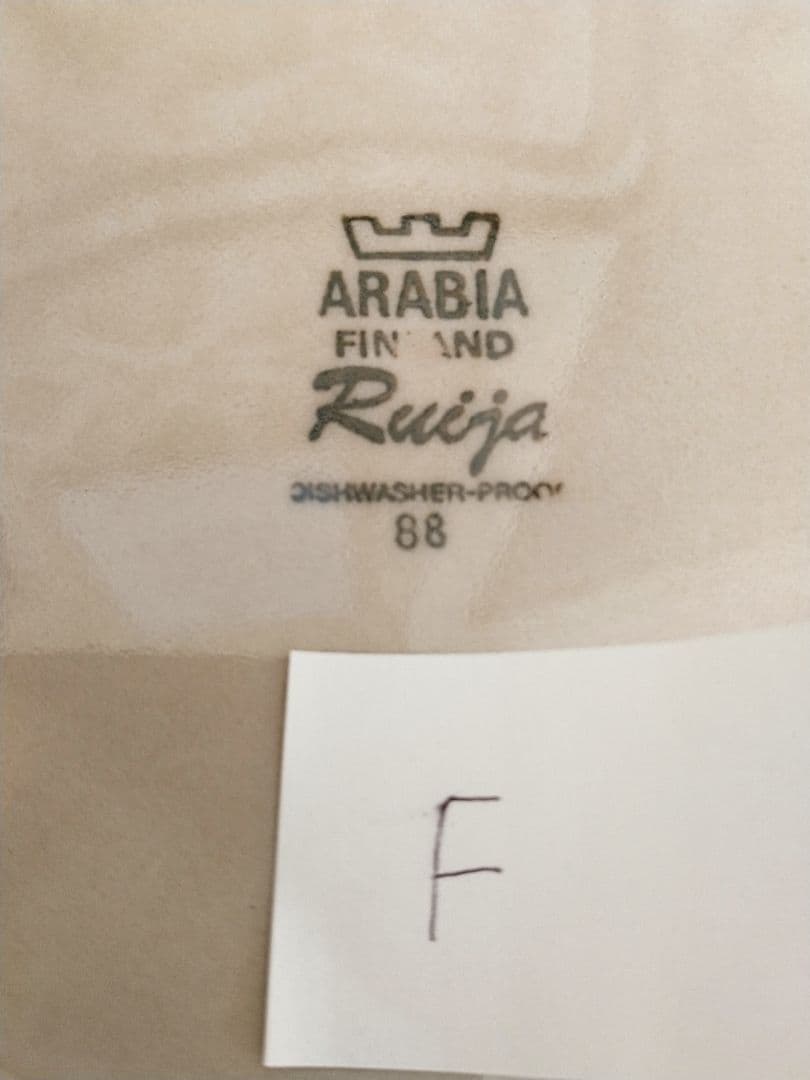 ARABIA
FINLAND
Ruija
DISHWASHER-PROOF
88
F